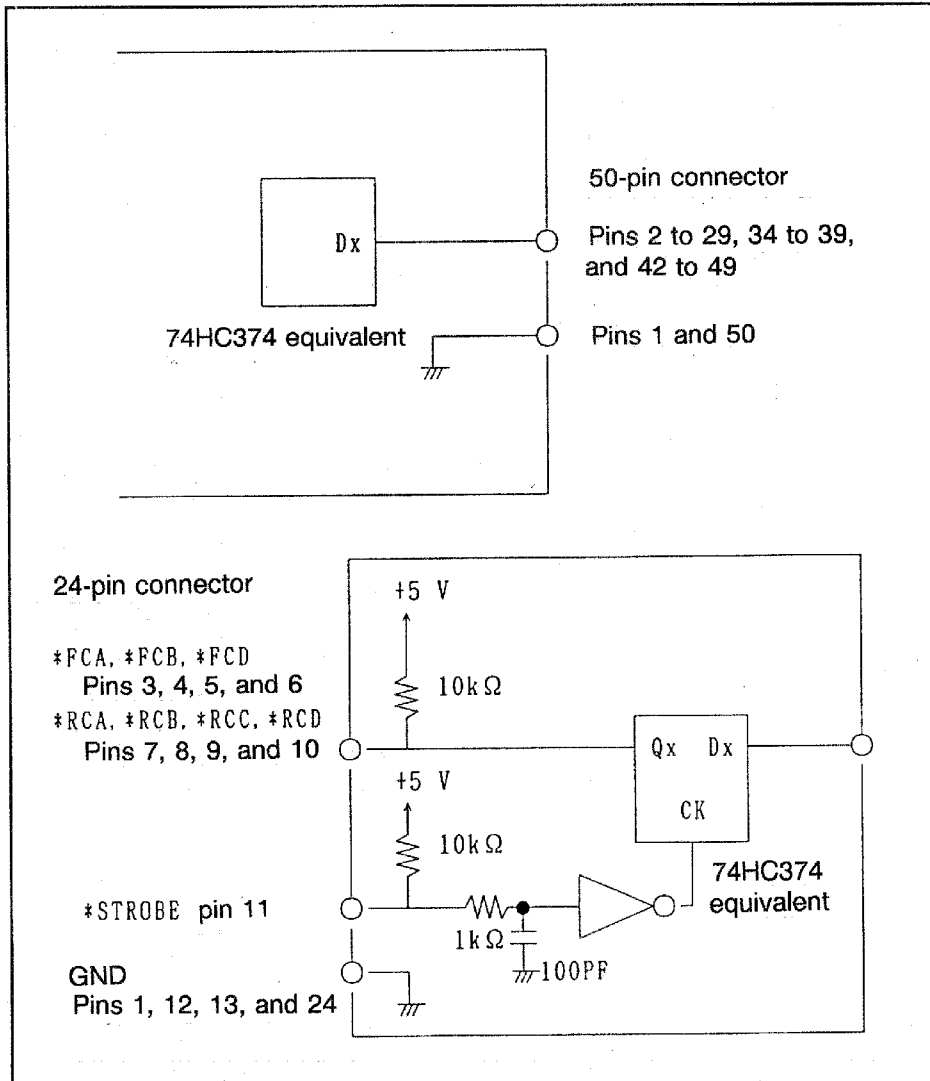 50-pin connector
Dx
Pins 2 to 29, 34 to 39,
and 42 to 49
74HC374 equivalent
Pins 1 and 50
24-pin connector
+5 V
*FCA, *FCB, *FCD
Pins 3, 4, 5, and 6
10kΩ
*RCA, *RCB, *RCC, *RCD
Pins 7, 8, 9, and 10
Qx Dx
CK
+5 V
10kΩ
74HC374
equivalent
*STROBE pin 11
1kΩ
100PF
GND
Pins 1, 12, 13, and 24